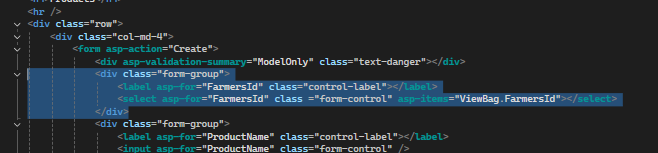 <h1>Products</h1>
<hr />
<div class="row">
<div class="col-md-4">
<form asp-action="Create">
<div asp-validation-summary="ModelOnly" class="text-danger"></div>
<div class="form-group">
<label asp-for="FarmersId" class="control-label"></label>
<select asp-for="FarmersId" class ="form-control" asp-items="ViewBag.FarmersId"></select>
</div>
<div class="form-group">
<label asp-for="ProductName" class="control-label"></label>
<input asp-for="ProductName" class="form-control" />